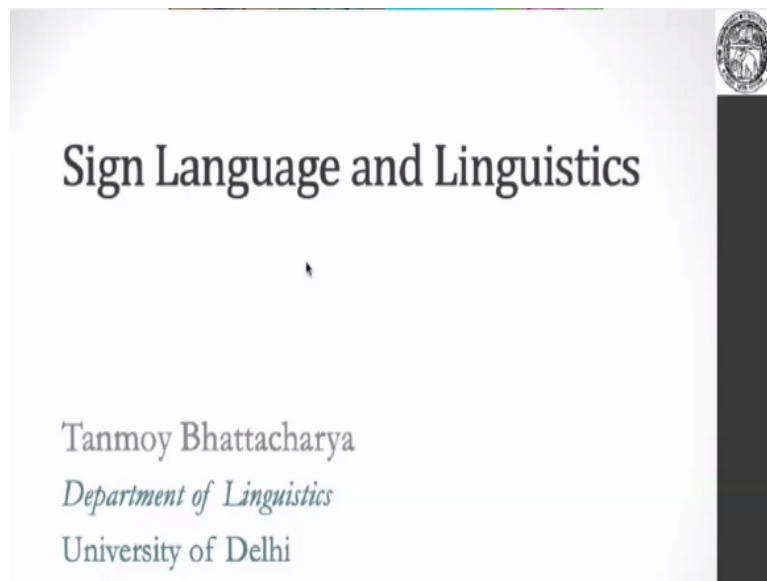 Sign Language and Linguistics
Tanmoy Bhattacharya
Department of Linguistics
University of Delhi